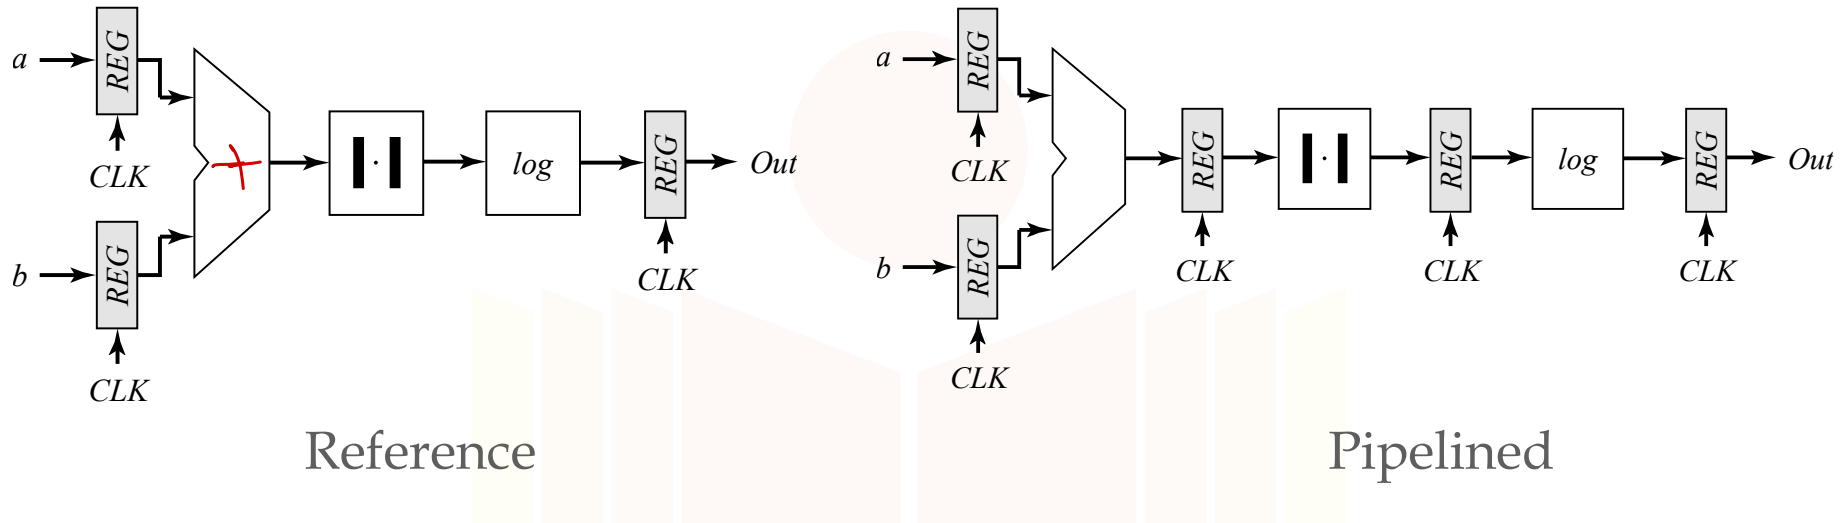 a REG CLK
b REG CLK
+
|·|
log
REG CLK
Out
Reference
a REG CLK
b REG CLK
REG CLK
|·|
REG CLK
log
REG CLK
Out
Pipelined